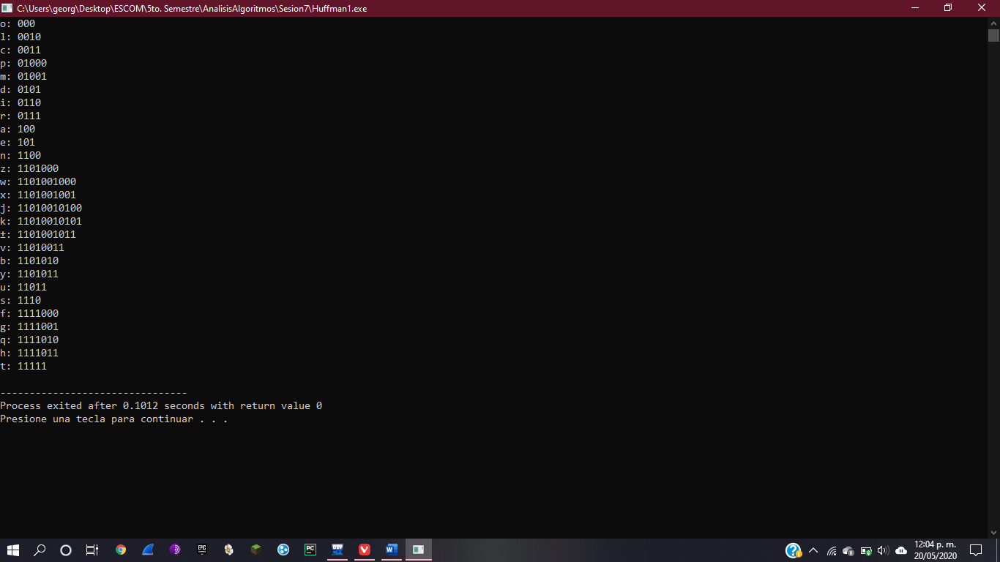 C:\Users\georg\Desktop\ESCOM\5to. Semestre\AnalisisAlgoritmos\Sesion7\Huffman1.exe
o: 000
l: 0010
c: 0011
p: 01000
m: 01001
d: 0101
i: 0110
r: 0111
a: 100
e: 101
n: 1100
z: 1101000
w: 1101001000
x: 1101001001
j: 11010010100
k: 11010010101
±: 1101001011
v: 11010011
b: 1101010
y: 1101011
u: 11011
s: 1110
f: 1111000
g: 1111001
q: 1111010
h: 1111011
t: 11111
--------------------------------
Process exited after 0.1012 seconds with return value 0
Presione una tecla para continuar . . .
EPIC
PC
DEV
W
12:04 p. m.
20/05/2020